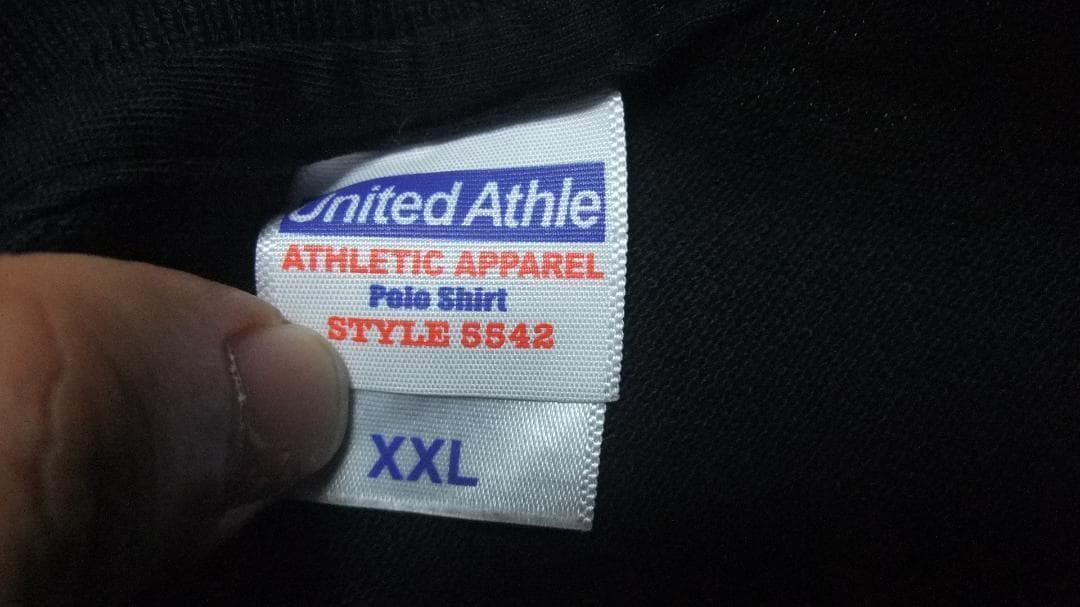 United Athle
ATHLETIC APPAREL
Polo Shirt
STYLE 5542
XXL